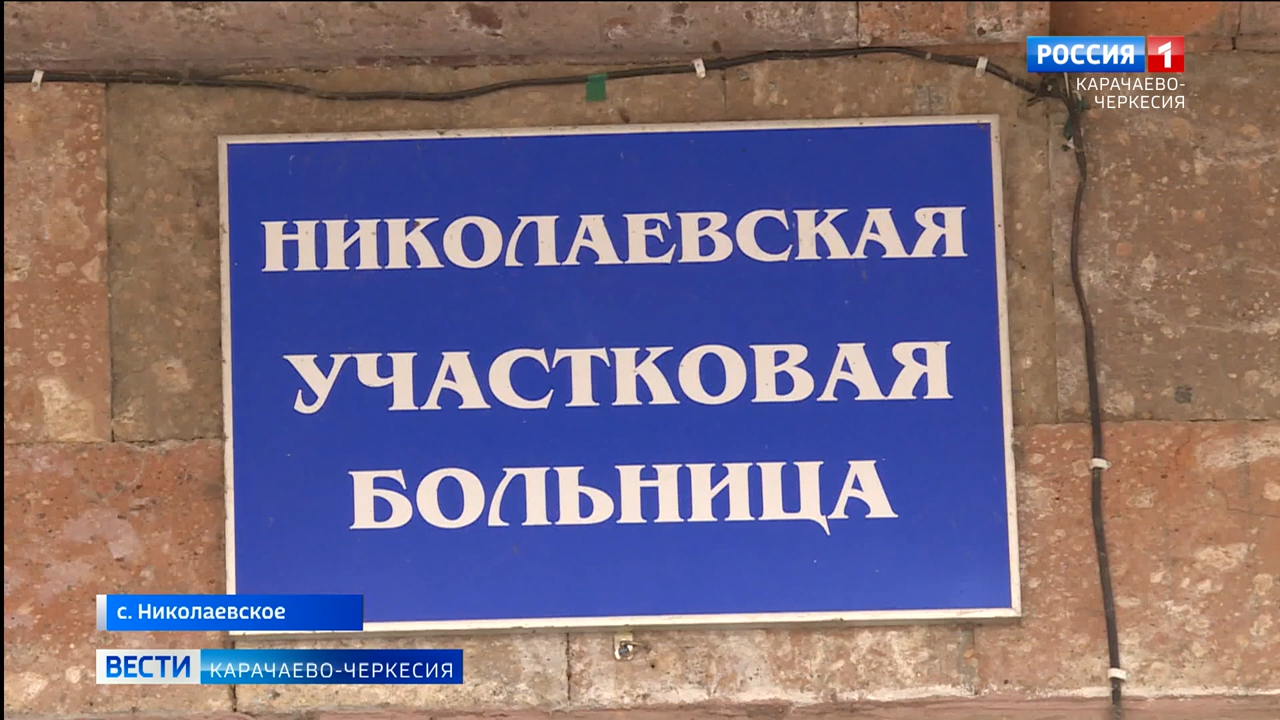 РОССИЯ 1
КАРАЧАЕВО-
ЧЕРКЕСИЯ
НИКОЛАЕВСКАЯ
УЧАСТКОВАЯ
БОЛЬНИЦА
с. Николаевское
ВЕСТИ КАРАЧАЕВО-ЧЕРКЕСИЯ